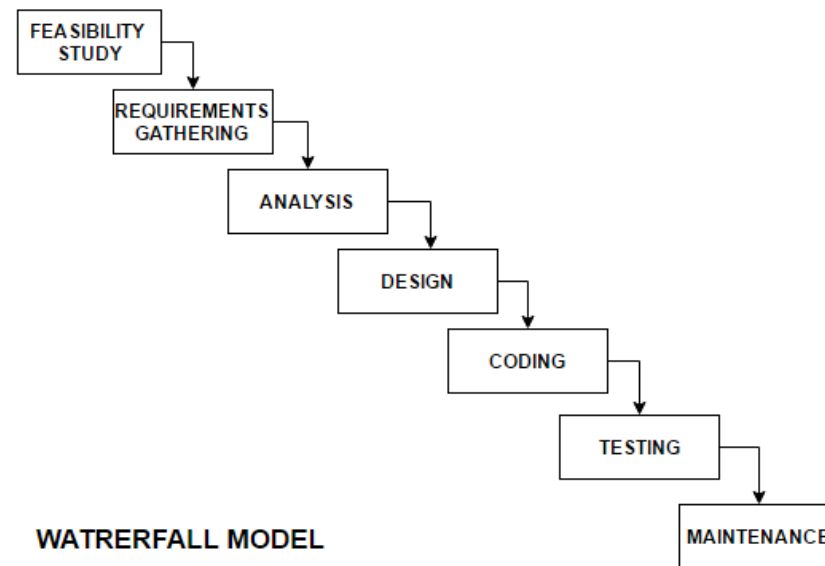 FEASIBILITY
STUDY
REQUIREMENTS
GATHERING
ANALYSIS
DESIGN
CODING
TESTING
MAINTENANCE
WATRERFALL MODEL